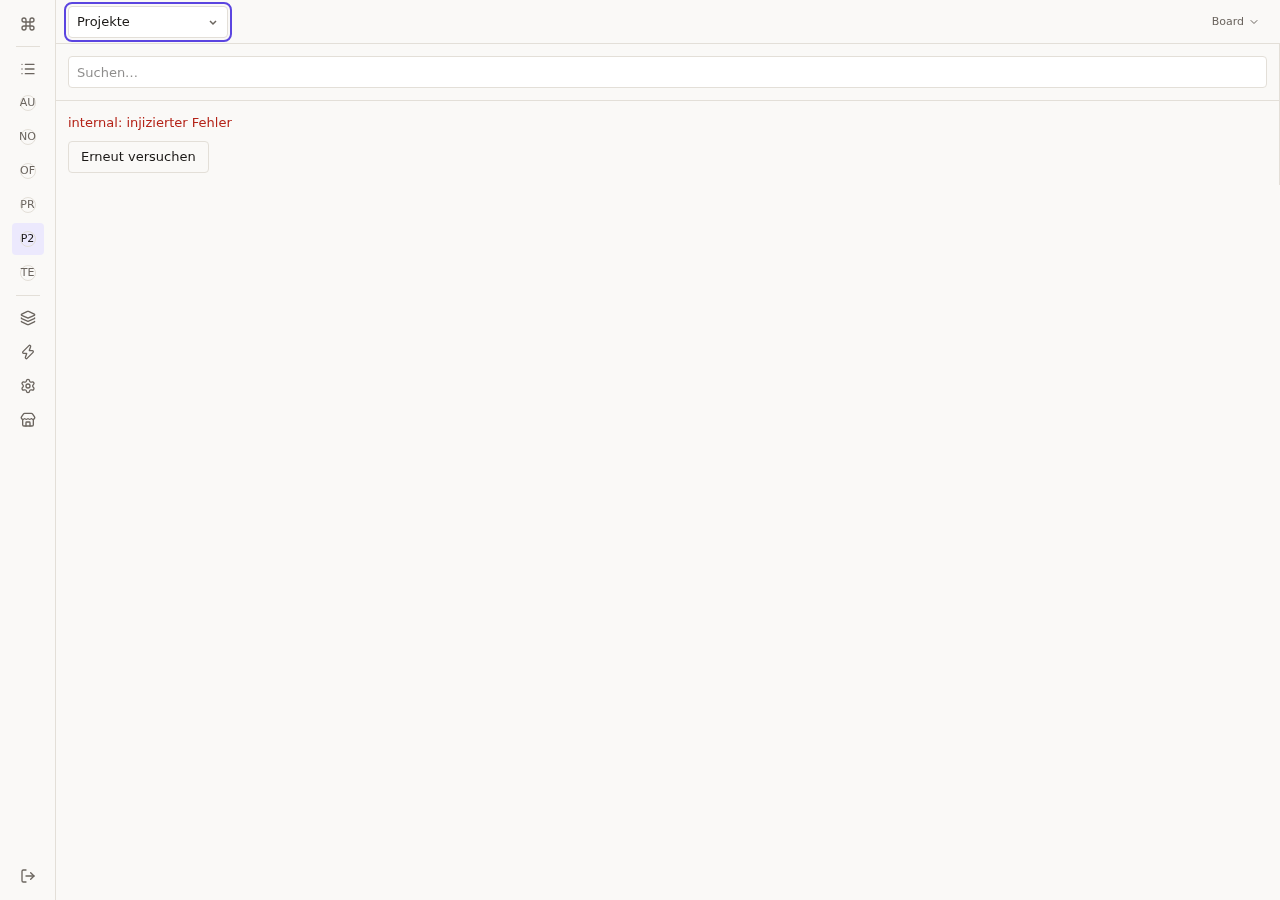 Projekte
Board
Suchen...
AU
NO
OF
PR
P2
TE
internal: injizierter Fehler
Erneut versuchen